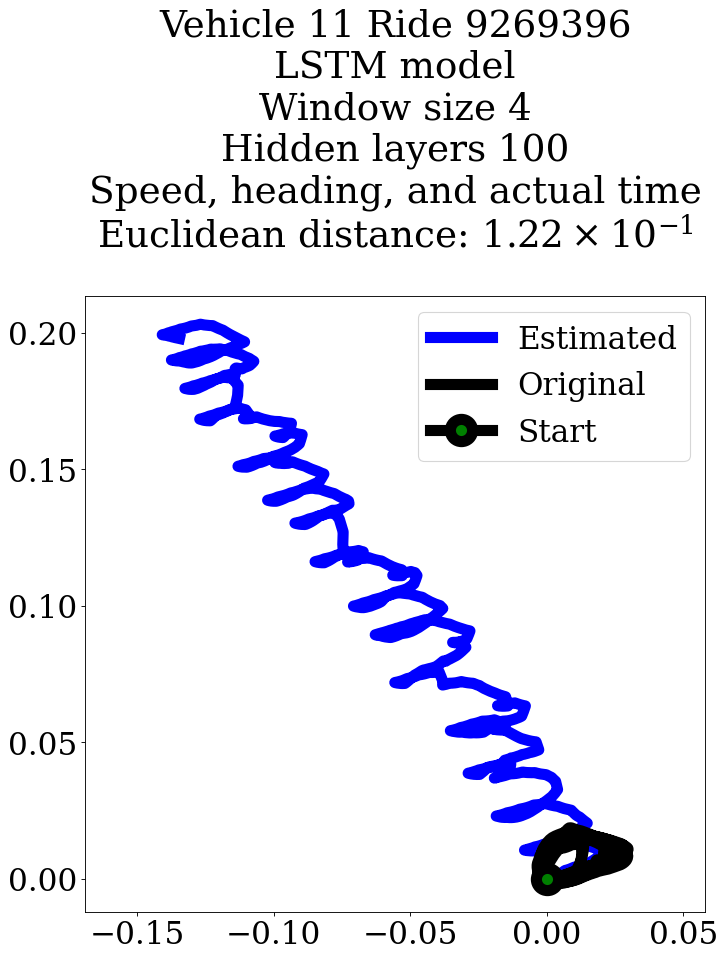 Vehicle 11 Ride 9269396
LSTM model
Window size 4
Hidden layers 100
Speed, heading, and actual time
Euclidean distance: 1.22 × 10⁻¹
Estimated
Original
Start
0.20
0.15
0.10
0.05
0.00
−0.15 −0.10 −0.05 0.00 0.05